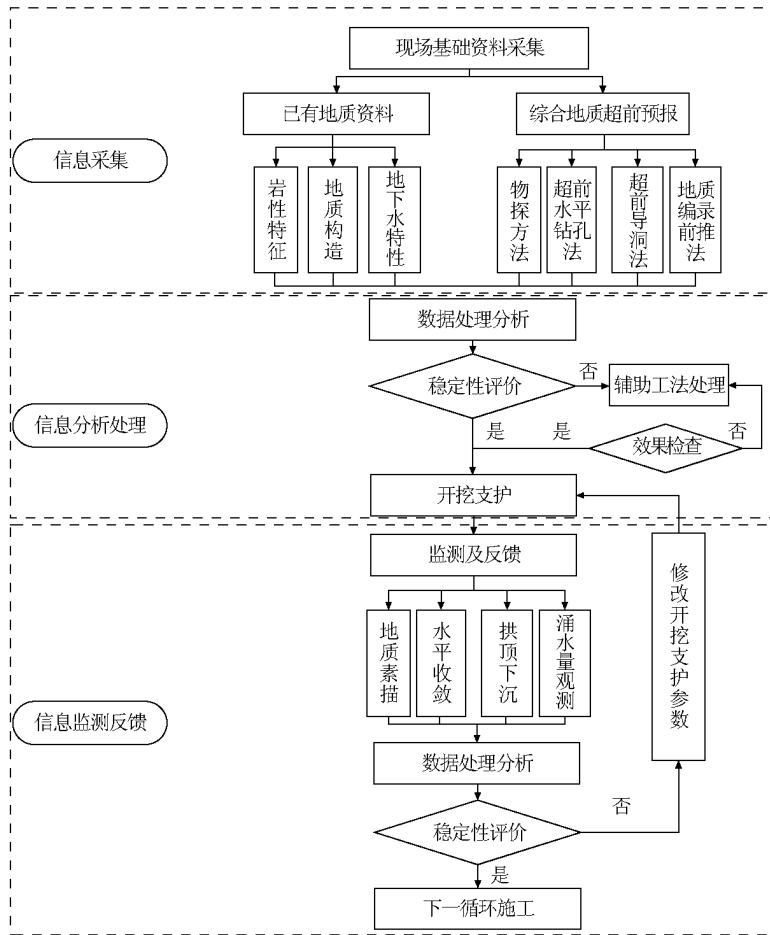 现场基础资料采集
已有地质资料
综合地质超前预报
信息采集
岩性特征
地质构造
地下水特性
物探方法
超前
水平
钻孔
法
超前导洞法
地质
编录
前推
法
数据处理分析
稳定性评价
否
辅助工法处理
信息分析处理
是
是
效果检查
否
开挖支护
监测及反馈
修改开挖支护参数
地质素描
水平收敛
拱顶下沉
涌水量观测
信息监测反馈
数据处理分析
稳定性评价
否
是
下一循环施工